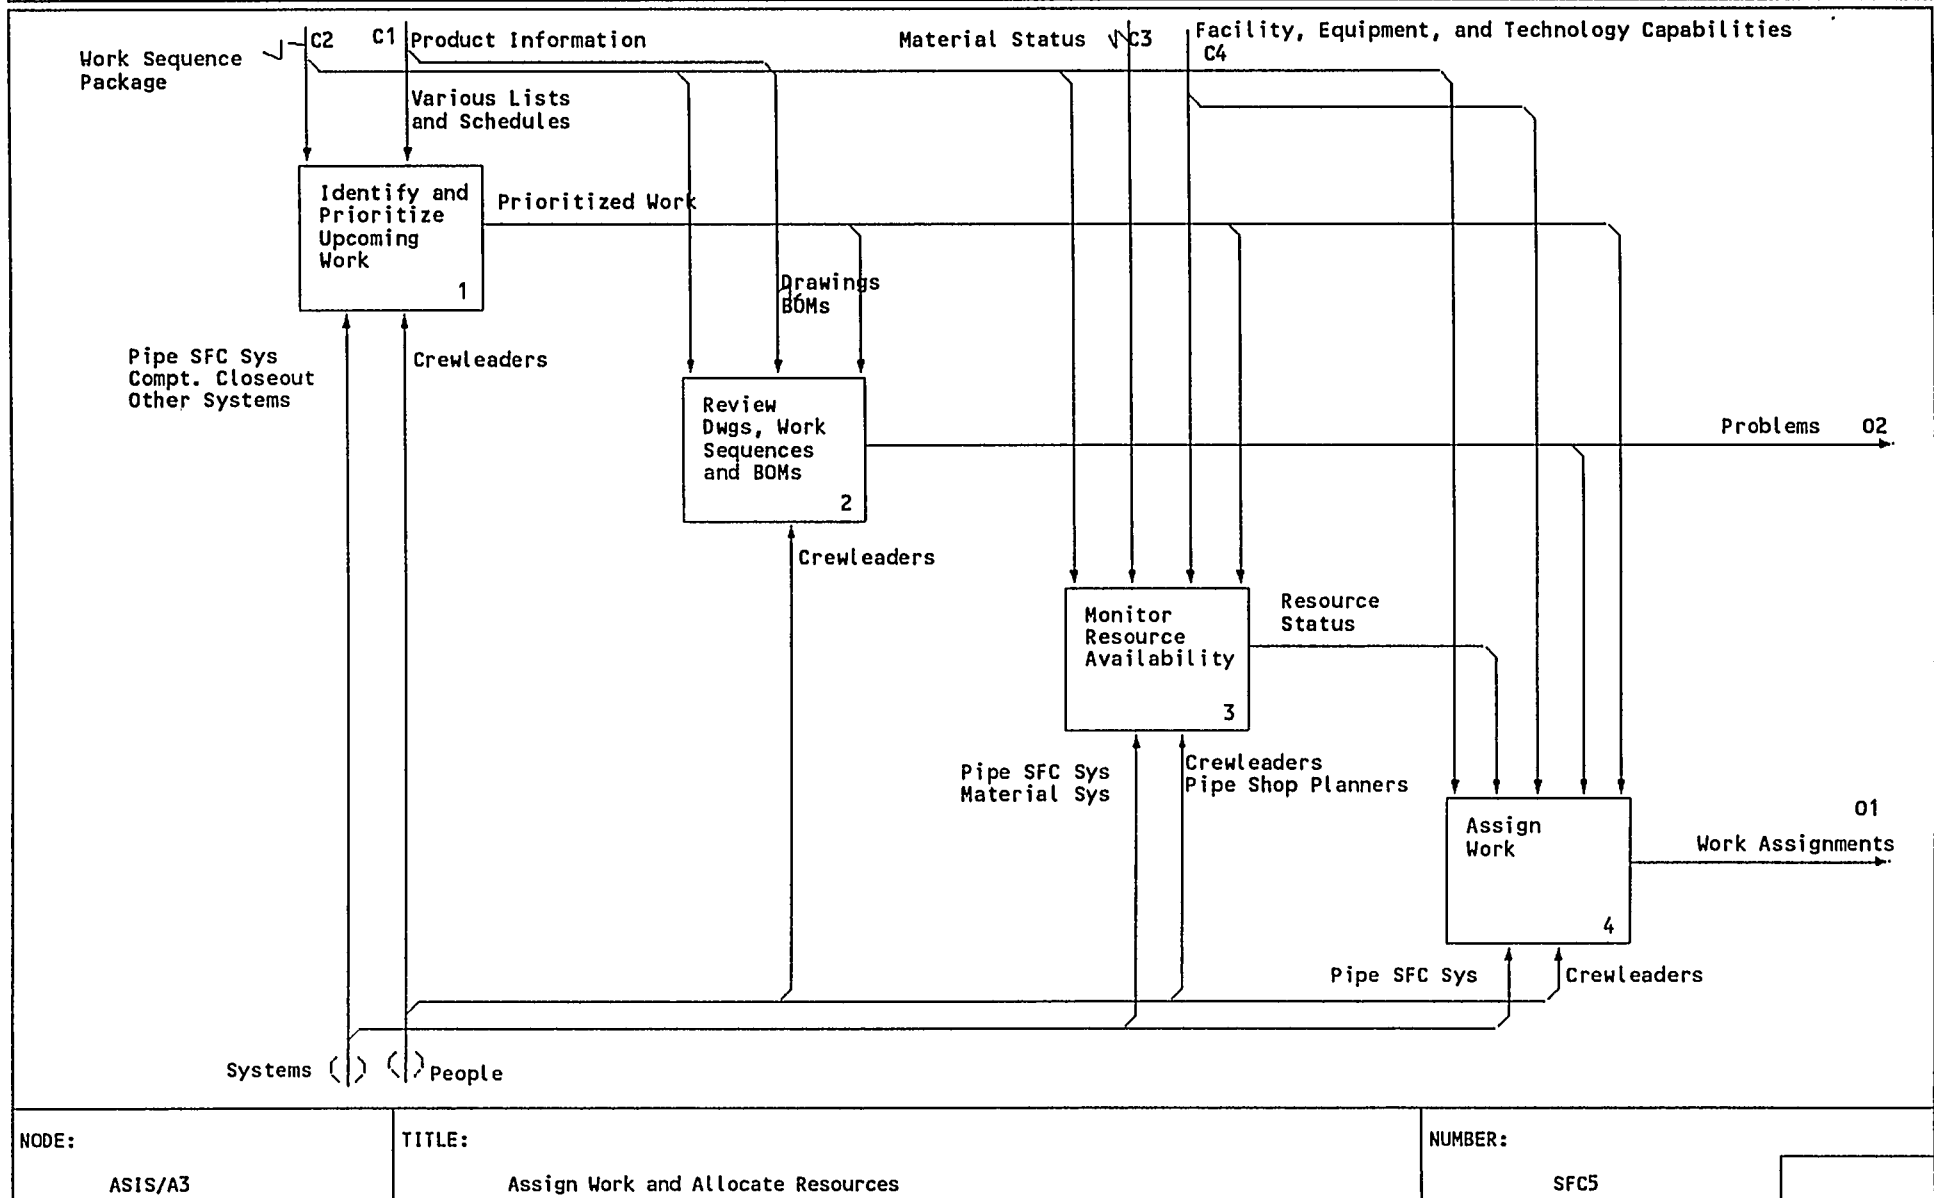 C2
C1
Product Information
Material Status
C3
Facility, Equipment, and Technology Capabilities
C4
Work Sequence
Package
Various Lists
and Schedules
Identify and
Prioritize
Upcoming
Work
1
Prioritized Work
Drawings
BOMs
Pipe SFC Sys
Compt. Closeout
Other Systems
Crewleaders
Review
Dwgs, Work
Sequences
and BOMs
2
Problems
O2
Crewleaders
Monitor
Resource
Availability
3
Resource
Status
Pipe SFC Sys
Material Sys
Crewleaders
Pipe Shop Planners
Assign
Work
4
O1
Work Assignments
Pipe SFC Sys
Crewleaders
Systems
People
NODE:
ASIS/A3
TITLE:
Assign Work and Allocate Resources
NUMBER:
SFC5